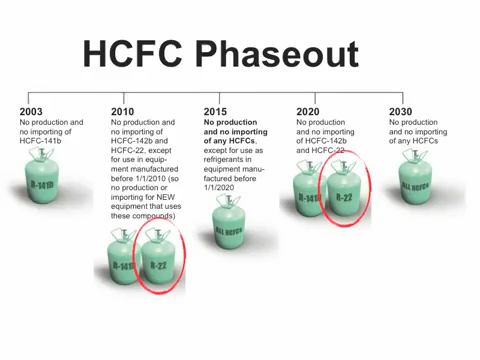 HCFC Phaseout
2003
No production and
no importing of
HCFC-141b
R-141b
2010
No production and
no importing of
HCFC-142b and
HCFC-22, except
for use in equip-
ment manufactured
before 1/1/2010 (so
no production or
importing for NEW
equipment that uses
these compounds)
R-141b
R-22
2015
No production
and no importing
of any HCFCs,
except for use as
refrigerants in
equipment manu-
factured before
1/1/2020
ALL HCFCs
2020
No production
and no importing
of HCFC-142b
and HCFC-22
R-141b
R-22
2030
No production
and no importing
of any HCFCs
ALL HCFCs